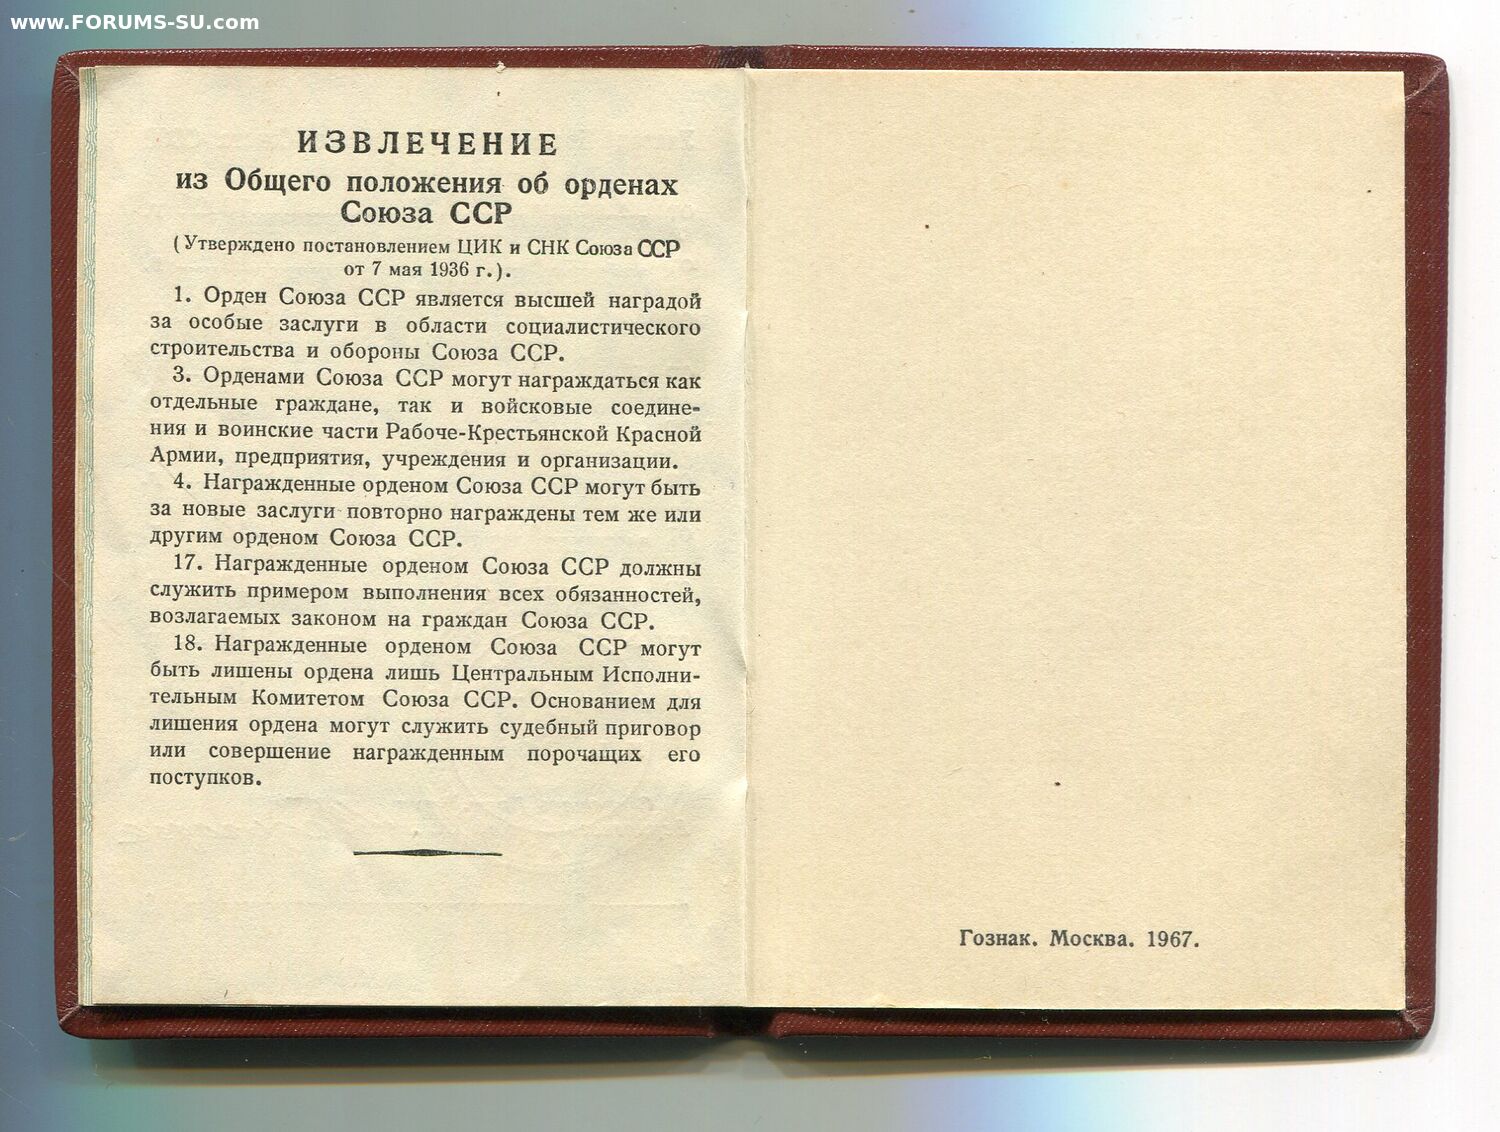 www.FORUMS-SU.com
ИЗВЛЕЧЕНИЕ
из Общего положения об орденах
Союза ССР
(Утверждено постановлением ЦИК и СНК Союза ССР
от 7 мая 1936 г.).
1. Орден Союза ССР является высшей наградой
за особые заслуги в области социалистического
строительства и обороны Союза ССР.
3. Орденами Союза ССР могут награждаться как
отдельные граждане, так и войсковые соедине-
ния и воинские части Рабоче-Крестьянской Красной
Армии, предприятия, учреждения и организации.
4. Награжденные орденом Союза ССР могут быть
за новые заслуги повторно награждены тем же или
другим орденом Союза ССР.
17. Награжденные орденом Союза ССР должны
служить примером выполнения всех обязанностей,
возлагаемых законом на граждан Союза ССР.
18. Награжденные орденом Союза ССР могут
быть лишены ордена лишь Центральным Исполни-
тельным Комитетом Союза ССР. Основанием для
лишения ордена могут служить судебный приговор
или совершение награжденным порочащих его
поступков.
Гознак. Москва. 1967.